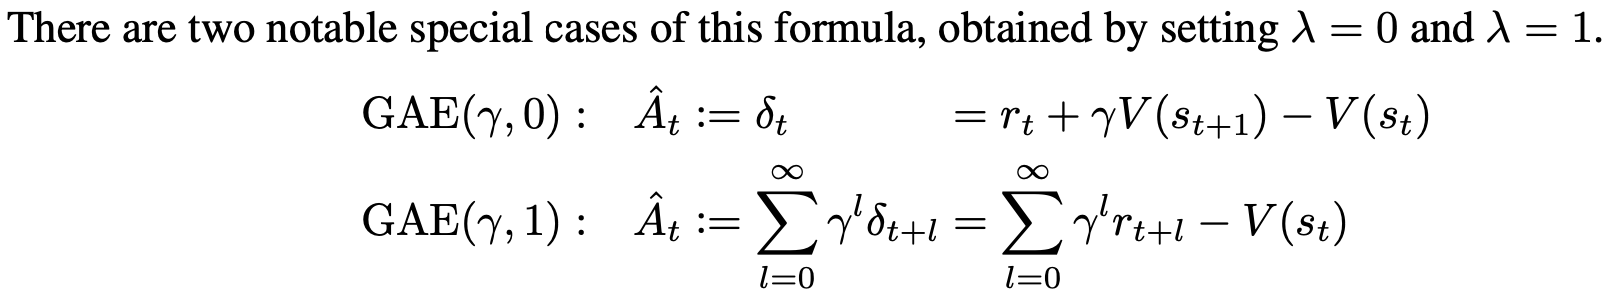 There are two notable special cases of this formula, obtained by setting λ = 0 and λ = 1.
GAE(γ, 0) : Â_t := δ_t = r_t + γV(s_{t+1}) − V(s_t)
GAE(γ, 1) : Â_t := ∑_{l=0}^{∞} γ^l δ_{t+l} = ∑_{l=0}^{∞} γ^l r_{t+l} − V(s_t)